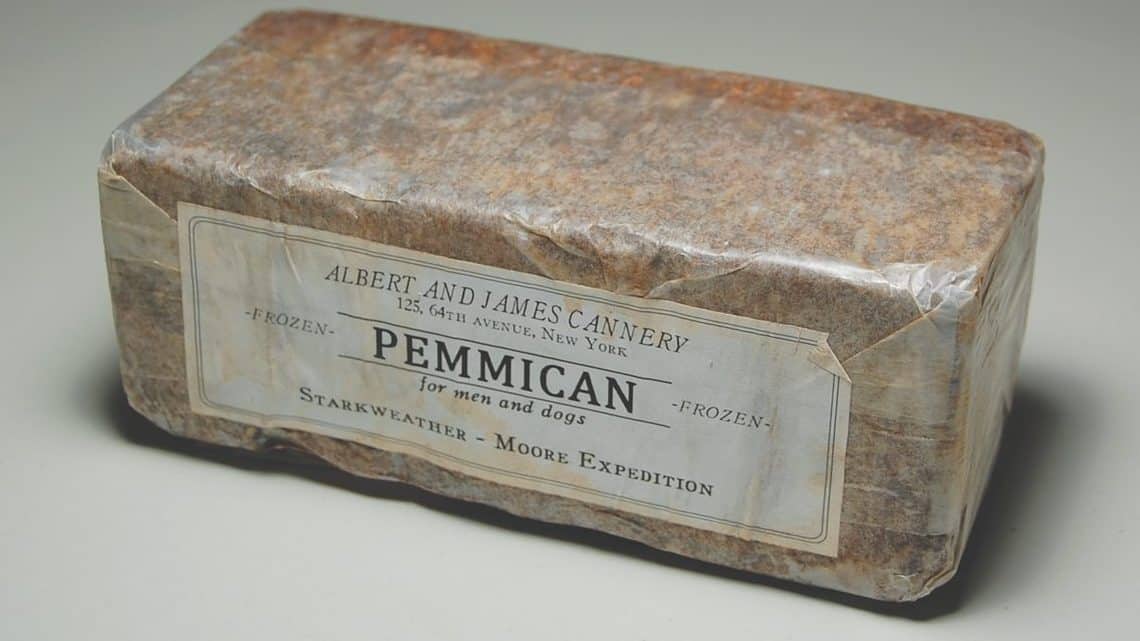 ALBERT AND JAMES CANNERY
125, 64TH AVENUE, NEW YORK
-FROZEN-
PEMMICAN
-FROZEN-
for men and dogs
STARKWEATHER - MOORE EXPEDITION